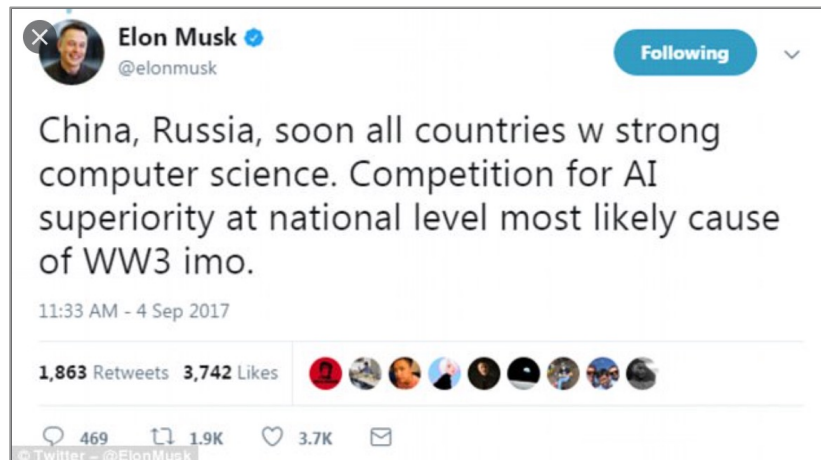 Elon Musk
@elonmusk
Following
China, Russia, soon all countries w strong
computer science. Competition for AI
superiority at national level most likely cause
of WW3 imo.
11:33 AM - 4 Sep 2017
1,863 Retweets 3,742 Likes
469 1.9K 3.7K
© Twitter – @ElonMusk